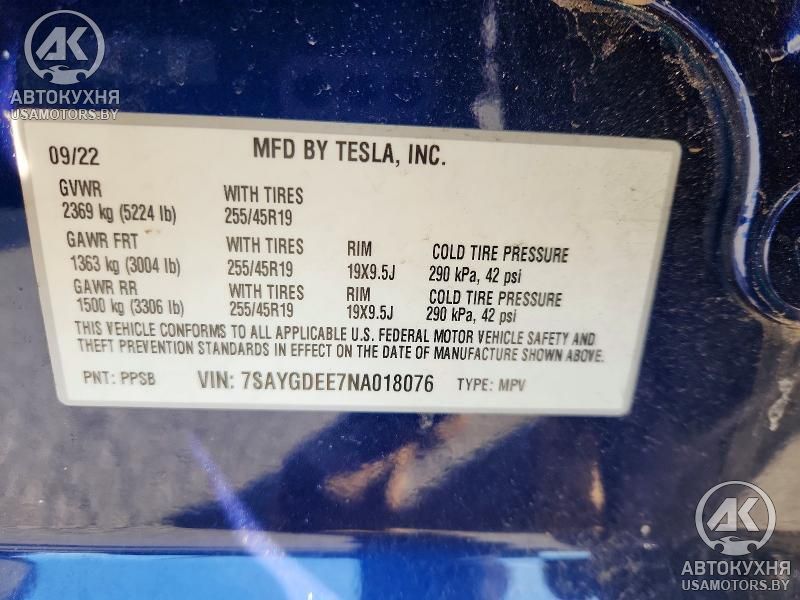 AK
АВТОКУХНЯ
USAMOTORS.BY
09/22 MFD BY TESLA, INC.
GVWR WITH TIRES
2369 kg (5224 lb) 255/45R19
GAWR FRT WITH TIRES RIM COLD TIRE PRESSURE
1363 kg (3004 lb) 255/45R19 19X9.5J 290 kPa, 42 psi
GAWR RR WITH TIRES RIM COLD TIRE PRESSURE
1500 kg (3306 lb) 255/45R19 19X9.5J 290 kPa, 42 psi
THIS VEHICLE CONFORMS TO ALL APPLICABLE U.S. FEDERAL MOTOR VEHICLE SAFETY AND
THEFT PREVENTION STANDARDS IN EFFECT ON THE DATE OF MANUFACTURE SHOWN ABOVE.
PNT: PPSB VIN: 7SAYGDEE7NA018076 TYPE: MPV
AK
АВТОКУХНЯ
USAMOTORS.BY